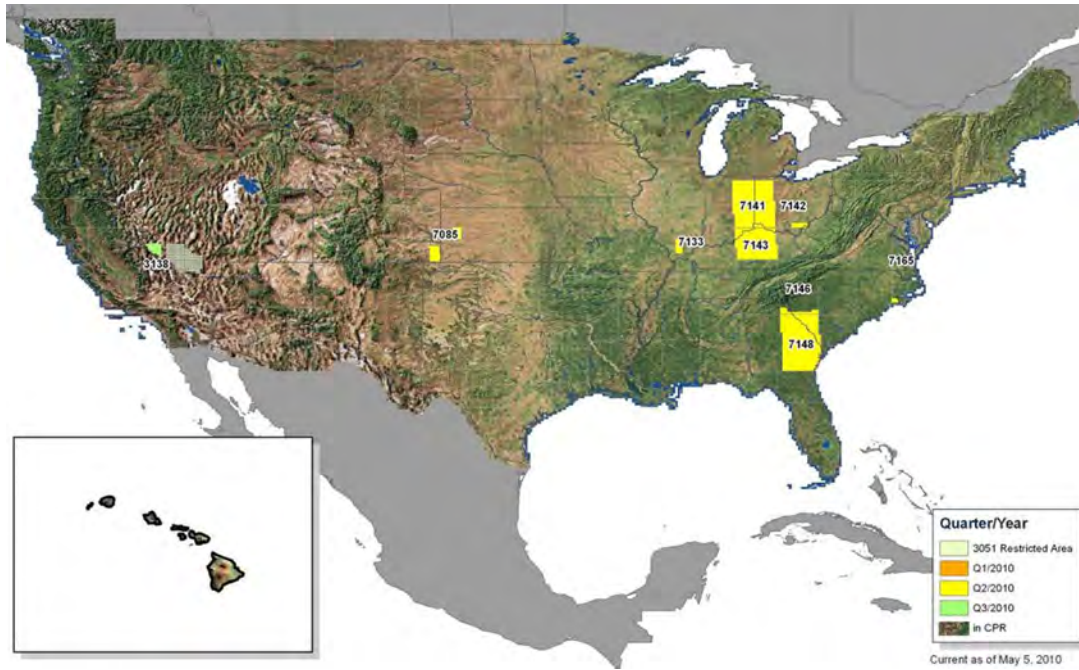 7141
7142
7085
7133
7143
3138
7165
7146
7148
Quarter/Year
3051 Restricted Area
Q1/2010
Q2/2010
Q3/2010
in CPR
Current as of May 5, 2010